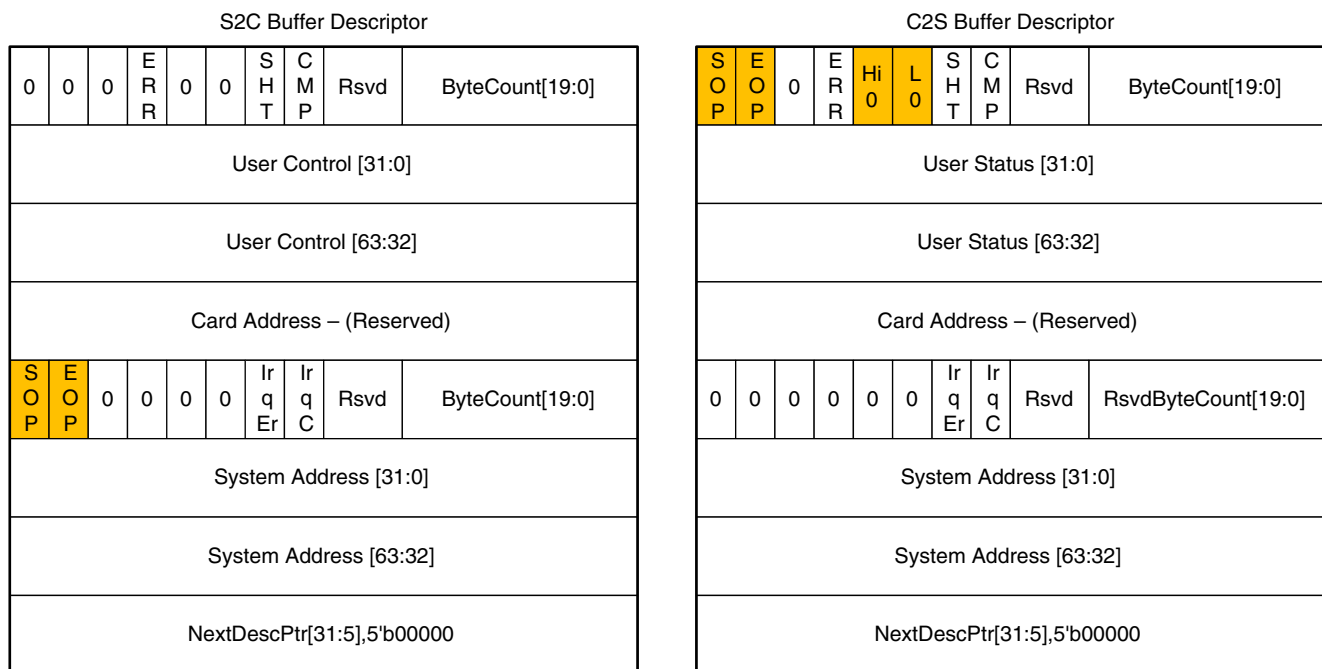 S2C Buffer Descriptor
0 0 0 ERR 0 0 SHT CMP Rsvd ByteCount[19:0]
User Control [31:0]
User Control [63:32]
Card Address – (Reserved)
SOP EOP 0 0 0 0 IrqEr IrqC Rsvd ByteCount[19:0]
System Address [31:0]
System Address [63:32]
NextDescPtr[31:5],5'b00000
C2S Buffer Descriptor
SOP EOP 0 ERR Hi0 L0 SHT CMP Rsvd ByteCount[19:0]
User Status [31:0]
User Status [63:32]
Card Address – (Reserved)
0 0 0 0 0 0 IrqEr IrqC Rsvd RsvdByteCount[19:0]
System Address [31:0]
System Address [63:32]
NextDescPtr[31:5],5'b00000